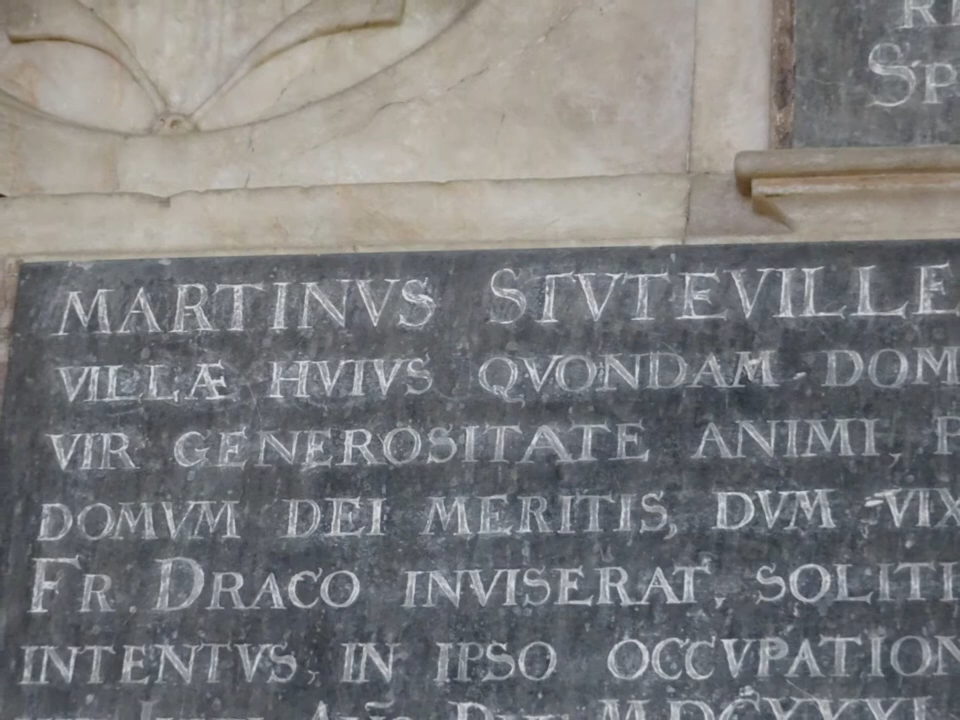 SP
MARTINVS STVTEVILLE
VILLÆ HVIVS QVONDAM DOM
VIR GENEROSITATE ANIMI,
DOMVM DEI MERITIS, DVM VIX
FR. DRACO INVISERAT, SOLITI
INTENTVS, IN IPSO OCCVPATION